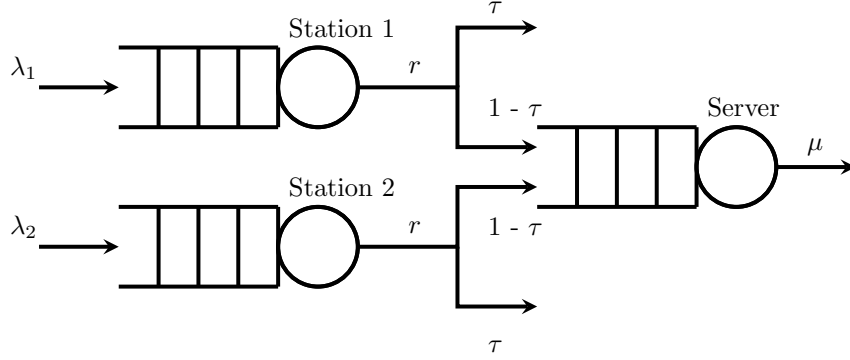 τ
Station 1
λ1
r
1 - τ
Server
μ
Station 2
λ2
r
1 - τ
τ